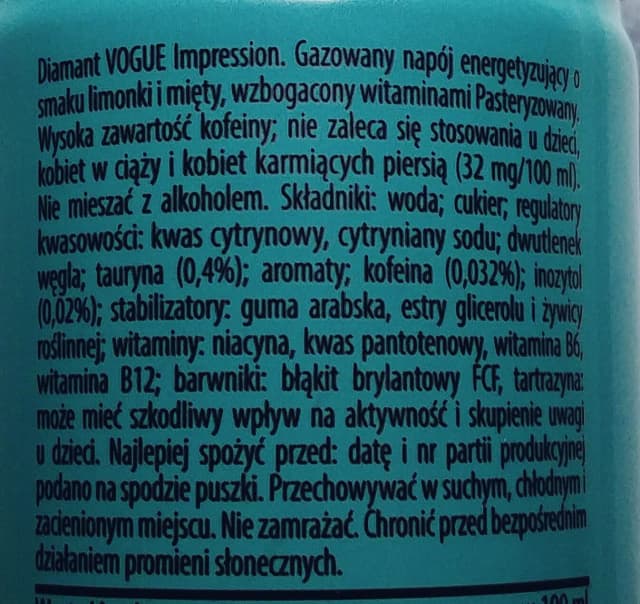 Diamant VOGUE Impression. Gazowany napój energetyzujący o
smaku limonki i mięty, wzbogacony witaminami Pasteryzowany.
Wysoka zawartość kofeiny; nie zaleca się stosowania u dzieci,
kobiet w ciąży i kobiet karmiących piersią (32 mg/100 ml).
Nie mieszać z alkoholem. Składniki: woda; cukier; regulatory
kwasowości: kwas cytrynowy, cytryniany sodu; dwutlenek
węgla; tauryna (0,4%); aromaty; kofeina (0,032%); inozytol
(0,02%); stabilizatory: guma arabska, estry glicerolu i żywicy
roślinnej; witaminy: niacyna, kwas pantotenowy, witamina B6,
witamina B12; barwniki: błąkit brylantowy FCF, tartrazyna:
może mieć szkodliwy wpływ na aktywność i skupienie uwagi
u dzieci. Najlepiej spożyć przed: datę i nr partii produkcyjnej
podano na spodzie puszki. Przechowywać w suchym, chłodnym i
zacienionym miejscu. Nie zamrażać. Chronić przed bezpośrednim
działaniem promieni słonecznych.
100 ml